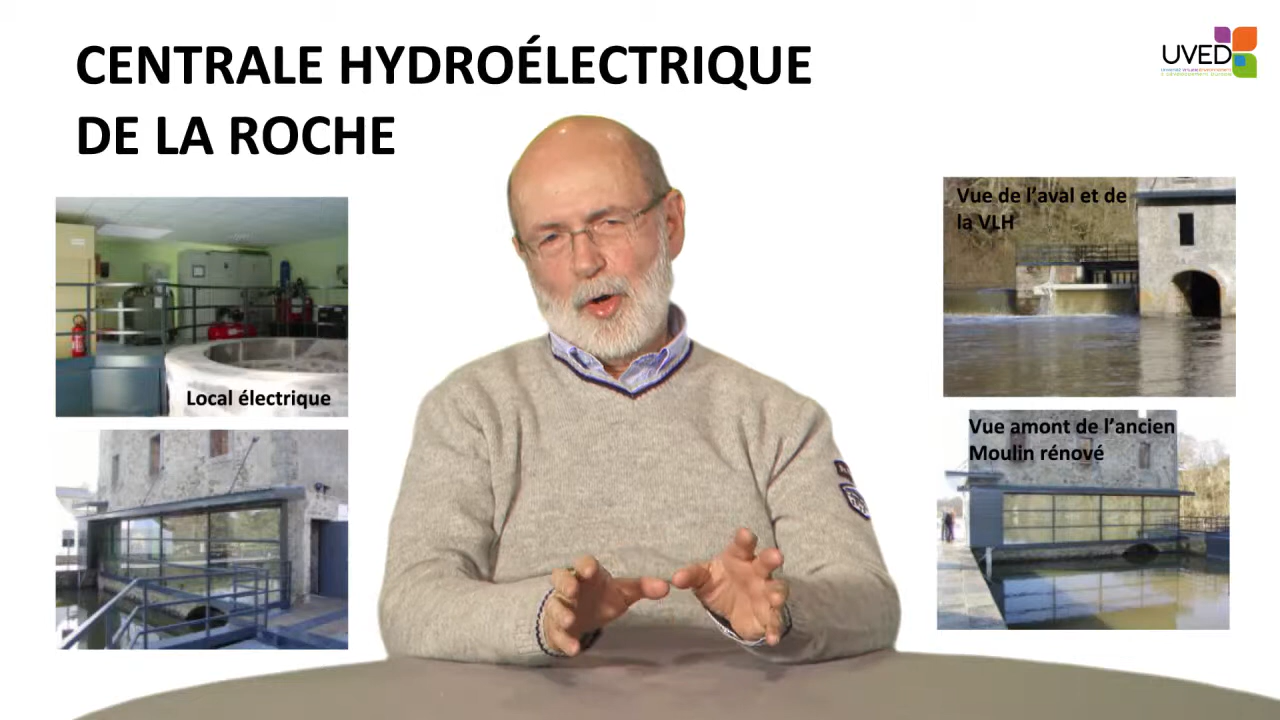 CENTRALE HYDROÉLECTRIQUE
DE LA ROCHE
UVED
Vue de l'aval et de
la VLH
Local électrique
Vue amont de l'ancien
Moulin rénové